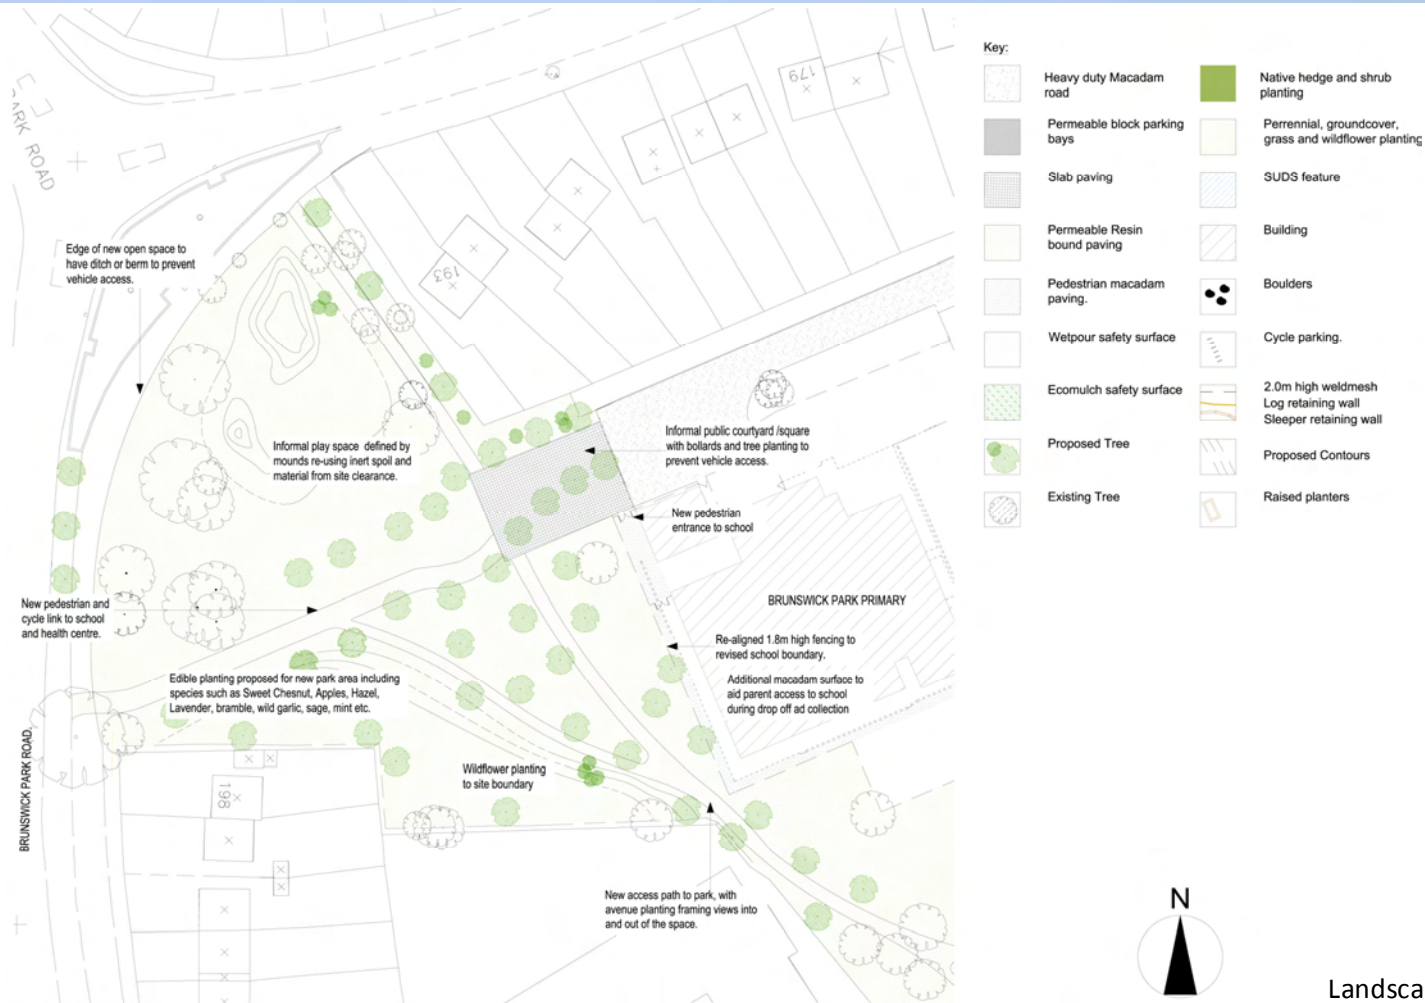 PARK ROAD
179
193
Edge of new open space to
have ditch or berm to prevent
vehicle access.
Informal play space defined by
mounds re-using inert spoil and
material from site clearance.
Informal public courtyard /square
with bollards and tree planting to
prevent vehicle access.
New pedestrian
entrance to school
New pedestrian and
cycle link to school
and health centre.
BRUNSWICK PARK PRIMARY
Re-aligned 1.8m high fencing to
revised school boundary.
Additional macadam surface to
aid parent access to school
during drop off ad collection
Edible planting proposed for new park area including
species such as Sweet Chesnut, Apples, Hazel,
Lavender, bramble, wild garlic, sage, mint etc.
Wildflower planting
to site boundary
198
BRUNSWICK PARK ROAD,
New access path to park, with
avenue planting framing views into
and out of the space.
Key:
Heavy duty Macadam
road
Permeable block parking
bays
Slab paving
Permeable Resin
bound paving
Pedestrian macadam
paving.
Wetpour safety surface
Ecomulch safety surface
Proposed Tree
Existing Tree
Native hedge and shrub
planting
Perrennial, groundcover,
grass and wildflower planting
SUDS feature
Building
Boulders
Cycle parking.
2.0m high weldmesh
Log retaining wall
Sleeper retaining wall
Proposed Contours
Raised planters
N
Landsca